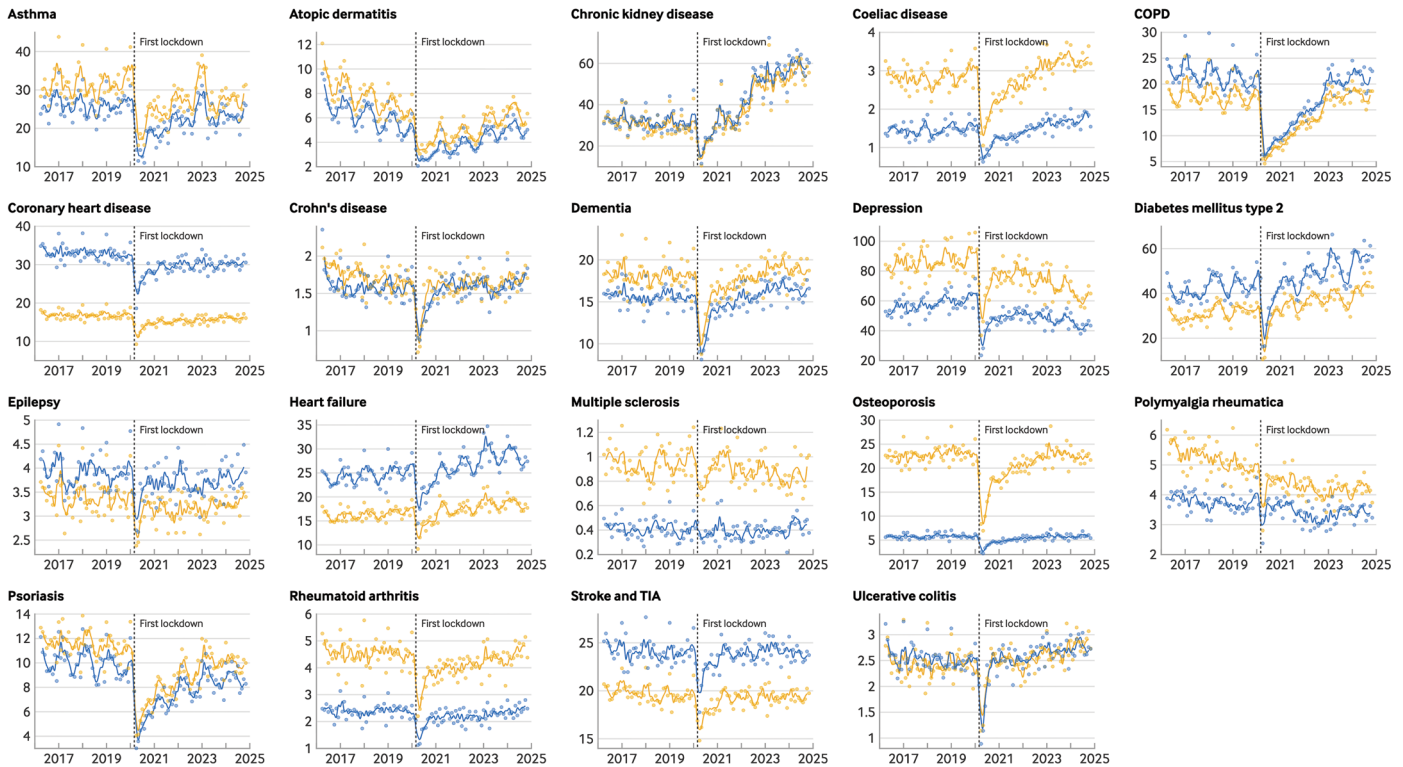 Asthma
40
30
20
10
First lockdown
2017 2019 2021 2023 2025
Atopic dermatitis
12
10
8
6
4
2
First lockdown
2017 2019 2021 2023 2025
Chronic kidney disease
60
40
20
First lockdown
2017 2019 2021 2023 2025
Coeliac disease
4
3
2
1
First lockdown
2017 2019 2021 2023 2025
COPD
30
25
20
15
10
5
First lockdown
2017 2019 2021 2023 2025
Coronary heart disease
40
30
20
10
First lockdown
2017 2019 2021 2023 2025
Crohn's disease
2
1.5
1
First lockdown
2017 2019 2021 2023 2025
Dementia
20
15
10
First lockdown
2017 2019 2021 2023 2025
Depression
100
80
60
40
20
First lockdown
2017 2019 2021 2023 2025
Diabetes mellitus type 2
60
40
20
First lockdown
2017 2019 2021 2023 2025
Epilepsy
5
4.5
4
3.5
3
2.5
First lockdown
2017 2019 2021 2023 2025
Heart failure
35
30
25
20
15
10
First lockdown
2017 2019 2021 2023 2025
Multiple sclerosis
1.2
1
0.8
0.6
0.4
0.2
First lockdown
2017 2019 2021 2023 2025
Osteoporosis
30
25
20
15
10
5
First lockdown
2017 2019 2021 2023 2025
Polymyalgia rheumatica
6
5
4
3
2
First lockdown
2017 2019 2021 2023 2025
Psoriasis
14
12
10
8
6
4
First lockdown
2017 2019 2021 2023 2025
Rheumatoid arthritis
6
5
4
3
2
1
First lockdown
2017 2019 2021 2023 2025
Stroke and TIA
25
20
15
First lockdown
2017 2019 2021 2023 2025
Ulcerative colitis
3
2.5
2
1.5
1
First lockdown
2017 2019 2021 2023 2025